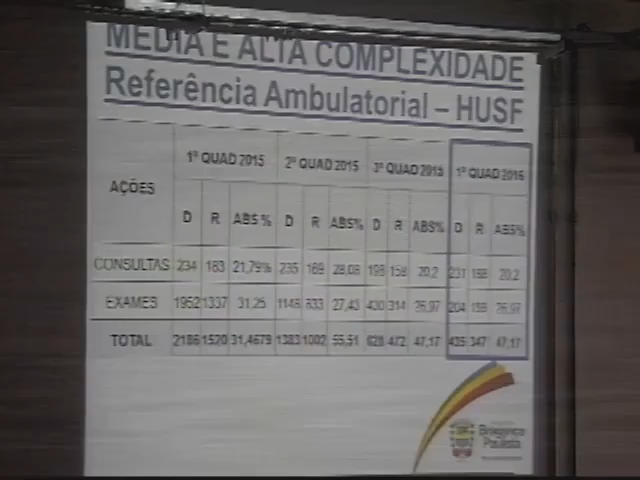 MÉDIA E ALTA COMPLEXIDADE
Referência Ambulatorial – HUSF
AÇÕES 1º QUAD 2015 2º QUAD 2015 3º QUAD 2015 1º QUAD 2016
D R ABS % D R ABS% D R ABS% D R ABS%
CONSULTAS 234 183 21,79% 235 169 28,08 198 158 20,2 231 188 20,2
EXAMES 1952 1337 31,25 1148 833 27,43 430 314 26,97 204 159 26,97
TOTAL 2186 1520 31,4679 1383 1002 55,51 628 472 47,17 435 347 47,17
Bragança
Paulista